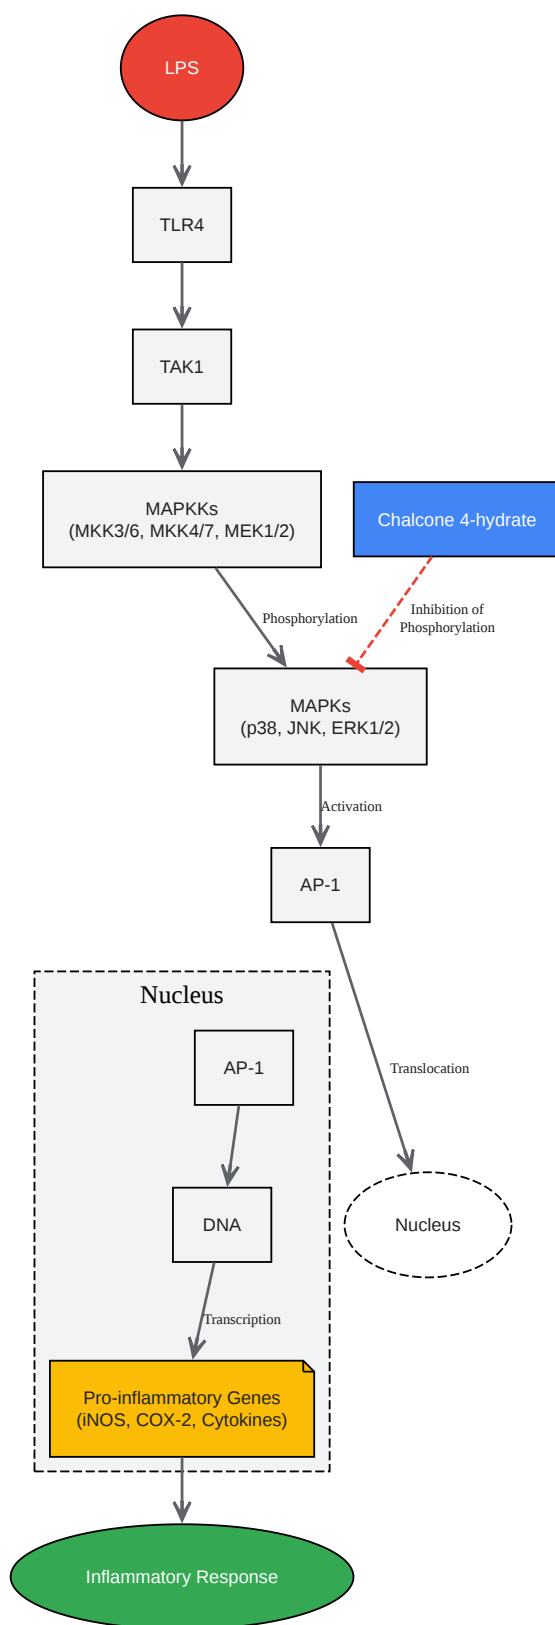 LPS
TLR4
TAK1
MAPKKs
(MKK3/6, MKK4/7, MEK1/2)
Chalcone 4-hydrate
Phosphorylation
Inhibition of
Phosphorylation
MAPKs
(p38, JNK, ERK1/2)
Activation
AP-1
Nucleus
AP-1
Translocation
DNA
Nucleus
Transcription
Pro-inflammatory Genes
(iNOS, COX-2, Cytokines)
Inflammatory Response